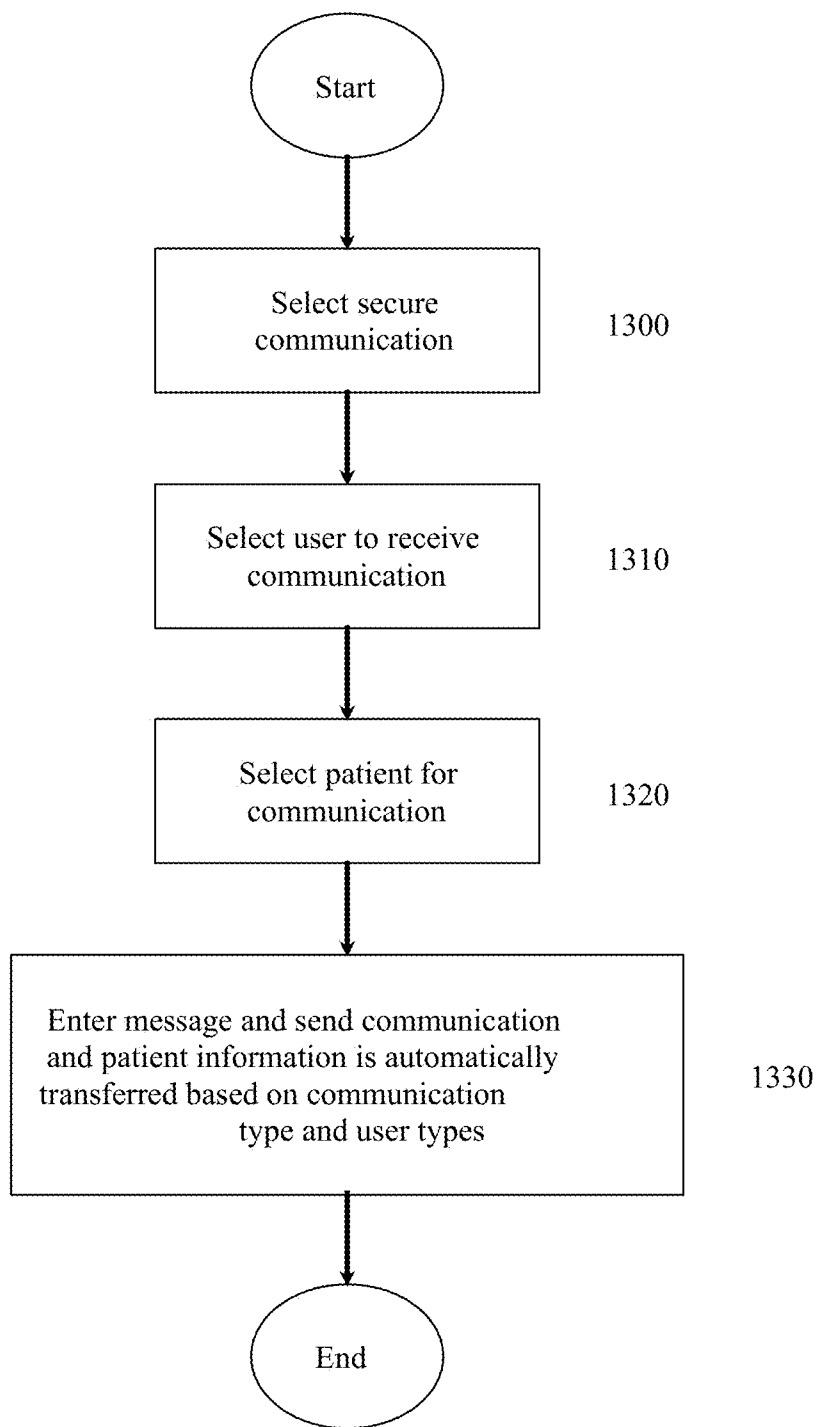 Start
Select secure
communication
1300
Select user to receive
communication
1310
Select patient for
communication
1320
Enter message and send communication
and patient information is automatically
transferred based on communication
type and user types
1330
End